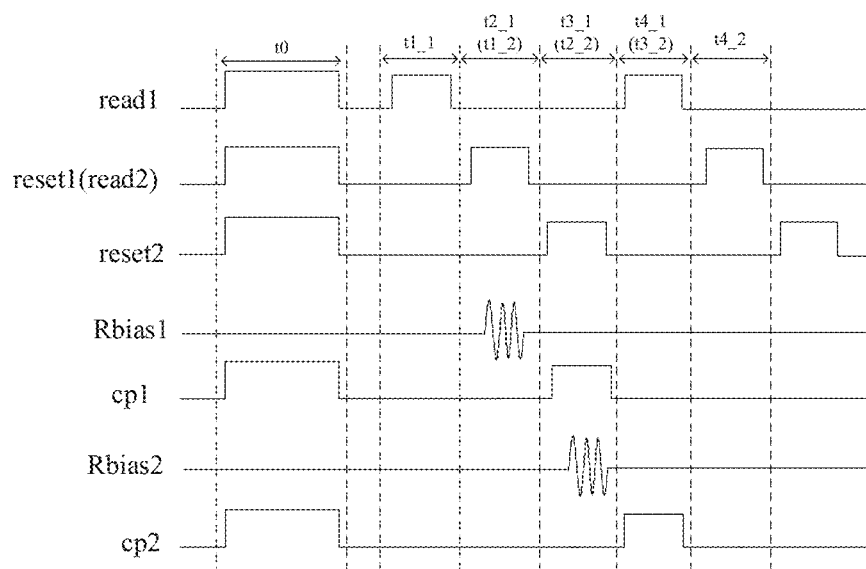 t2_1 t3_1 t4_1
t0 t1_1 (t1_2) (t2_2) (t3_2) t4_2
read1
reset1(read2)
reset2
Rbias1
cp1
Rbias2
cp2